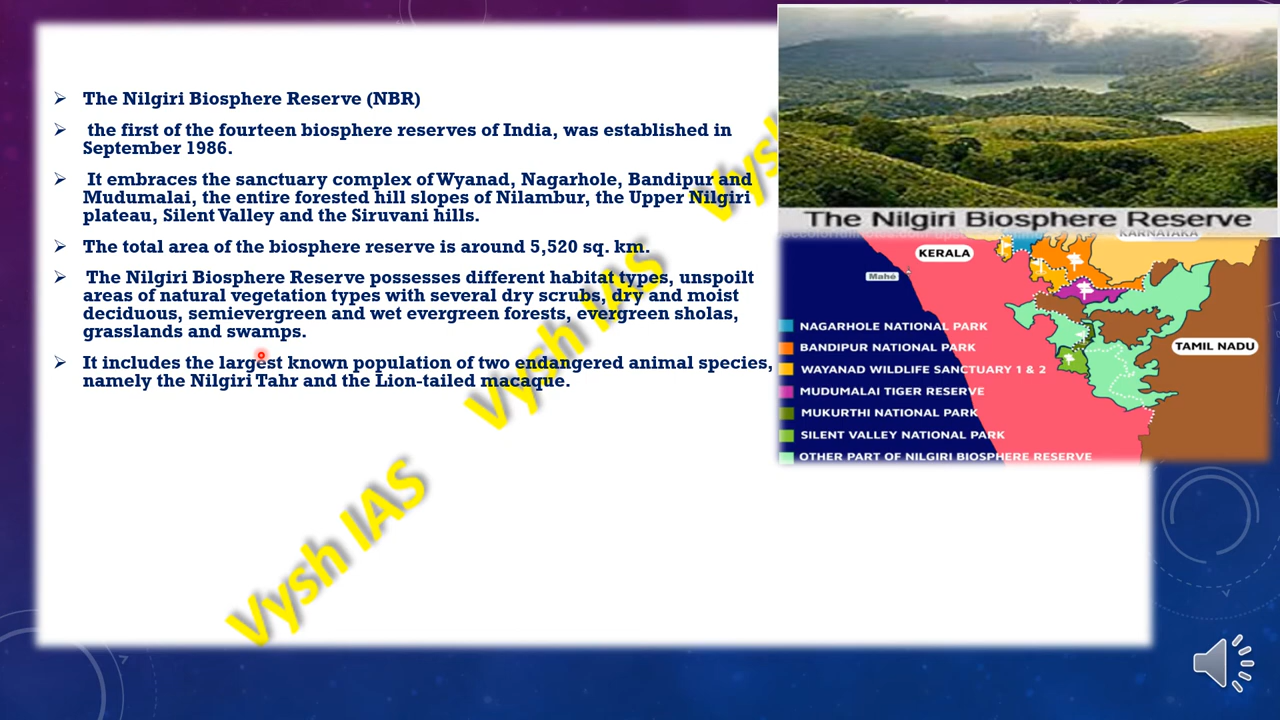 The Nilgiri Biosphere Reserve (NBR)
the first of the fourteen biosphere reserves of India, was established in
September 1986.
It embraces the sanctuary complex of Wyanad, Nagarhole, Bandipur and
Mudumalai, the entire forested hill slopes of Nilambur, the Upper Nilgiri
plateau, Silent Valley and the Siruvani hills.
The total area of the biosphere reserve is around 5,520 sq. km.
The Nilgiri Biosphere Reserve possesses different habitat types, unspoilt
areas of natural vegetation types with several dry scrubs, dry and moist
deciduous, semievergreen and wet evergreen forests, evergreen sholas,
grasslands and swamps.
It includes the largest known population of two endangered animal species,
namely the Nilgiri Tahr and the Lion-tailed macaque.
The Nilgiri Biosphere Reserve
KARNATAKA
KERALA
Mahé
TAMIL NADU
NAGARHOLE NATIONAL PARK
BANDIPUR NATIONAL PARK
WAYANAD WILDLIFE SANCTUARY 1 & 2
MUDUMALAI TIGER RESERVE
MUKURTHI NATIONAL PARK
SILENT VALLEY NATIONAL PARK
OTHER PART OF NILGIRI BIOSPHERE RESERVE
Vysh
Vysh IAS
Vysh IAS